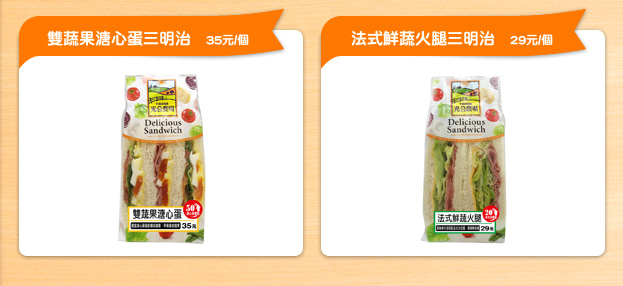 雙蔬果溏心蛋三明治 35元/個
Delicious
Sandwich
50
雙蔬果溏心蛋
35元
法式鮮蔬火腿三明治 29元/個
Delicious
Sandwich
20
法式鮮蔬火腿
29元